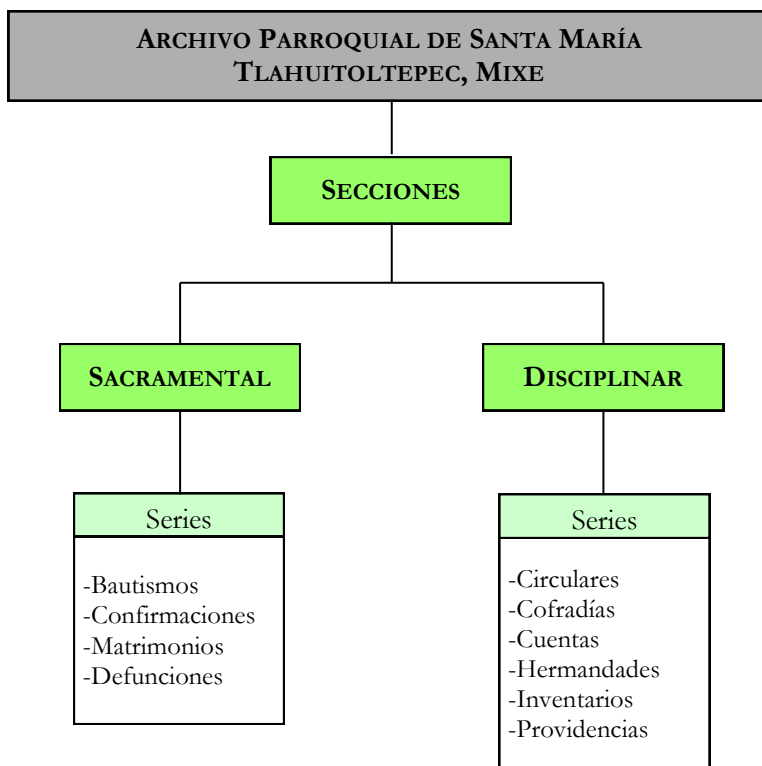 ARCHIVO PARROQUIAL DE SANTA MARÍA
TLAHUITOLTEPEC, MIXE
SECCIONES
SACRAMENTAL
DISCIPLINAR
Series
-Bautismos
-Confirmaciones
-Matrimonios
-Defunciones
Series
-Circulares
-Cofradías
-Cuentas
-Hermandades
-Inventarios
-Providencias